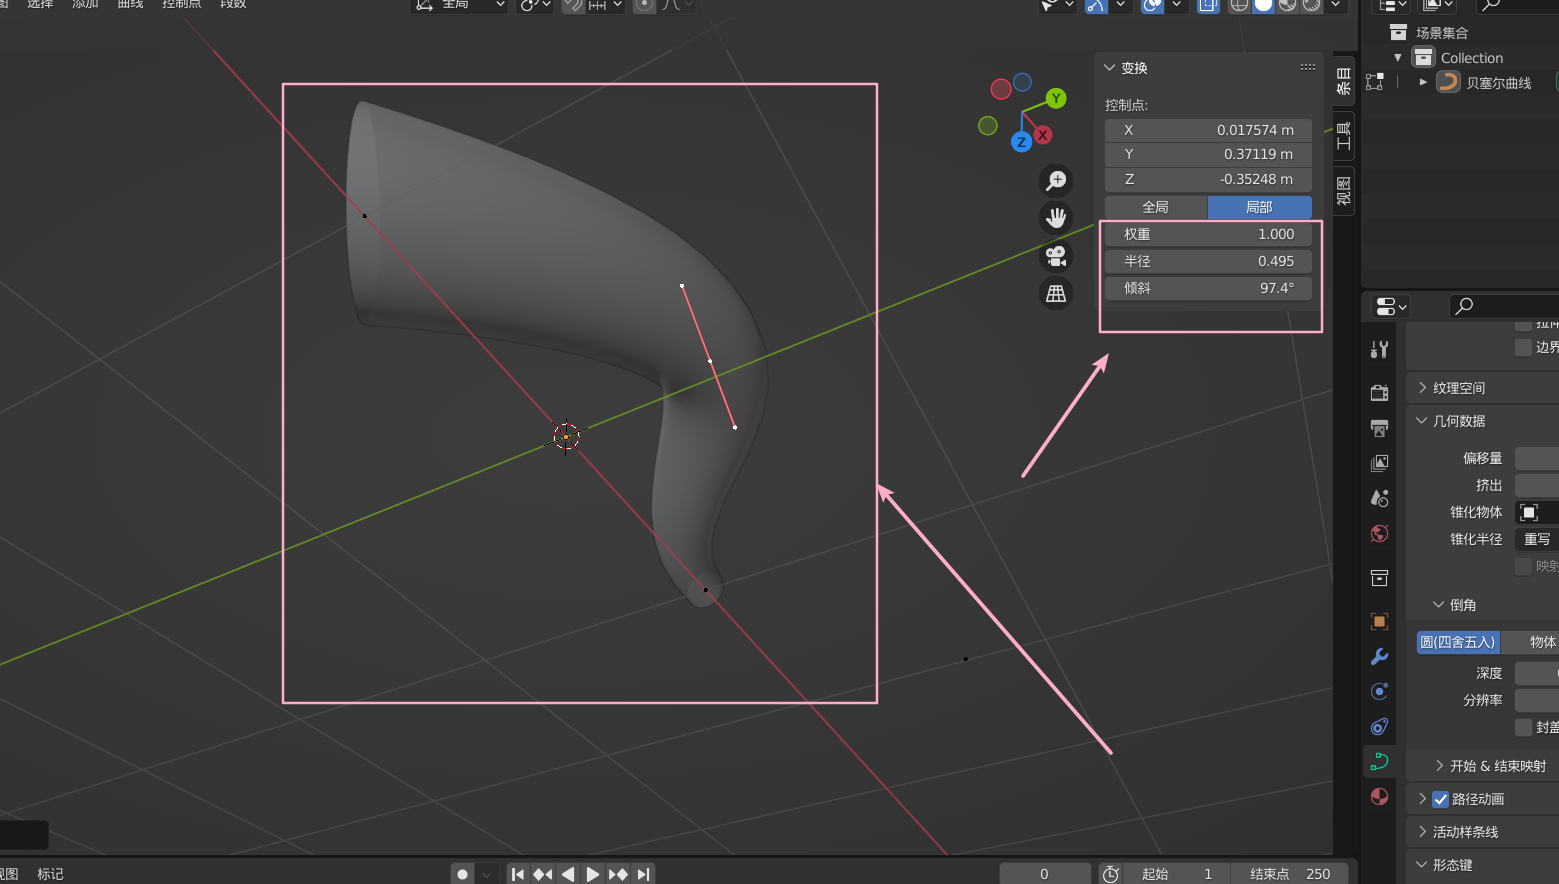 选择 添加 曲线 控制点 段数
全局
场景集合
Collection
贝塞尔曲线
变换
条目
工具
视图
控制点:
X 0.017574 m
Y 0.37119 m
Z -0.35248 m
全局 局部
权重 1.000
半径 0.495
倾斜 97.4°
Y
X
Z
边界
纹理空间
几何数据
偏移量
挤出
锥化物体
锥化半径 重写
映射
倒角
圆(四舍五入) 物体
深度
分辨率
封盖
开始 & 结束映射
路径动画
活动样条线
形态键
视图 标记
0 起始 1 结束点 250